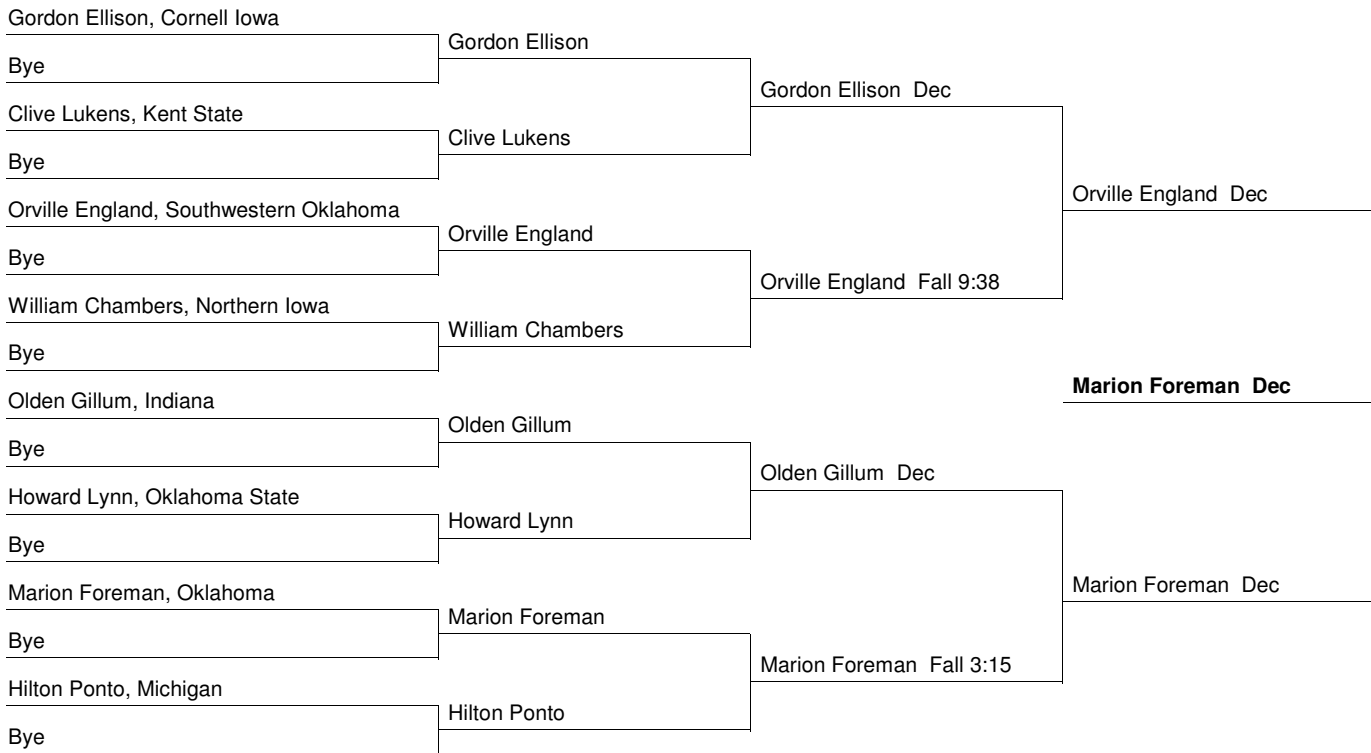 Gordon Ellison, Cornell Iowa
Bye
Clive Lukens, Kent State
Bye
Orville England, Southwestern Oklahoma
Bye
William Chambers, Northern Iowa
Bye
Olden Gillum, Indiana
Bye
Howard Lynn, Oklahoma State
Bye
Marion Foreman, Oklahoma
Bye
Hilton Ponto, Michigan
Bye
Gordon Ellison
Clive Lukens
Orville England
William Chambers
Olden Gillum
Howard Lynn
Marion Foreman
Hilton Ponto
Gordon Ellison Dec
Orville England Fall 9:38
Olden Gillum Dec
Marion Foreman Fall 3:15
Orville England Dec
Marion Foreman Dec
Marion Foreman Dec